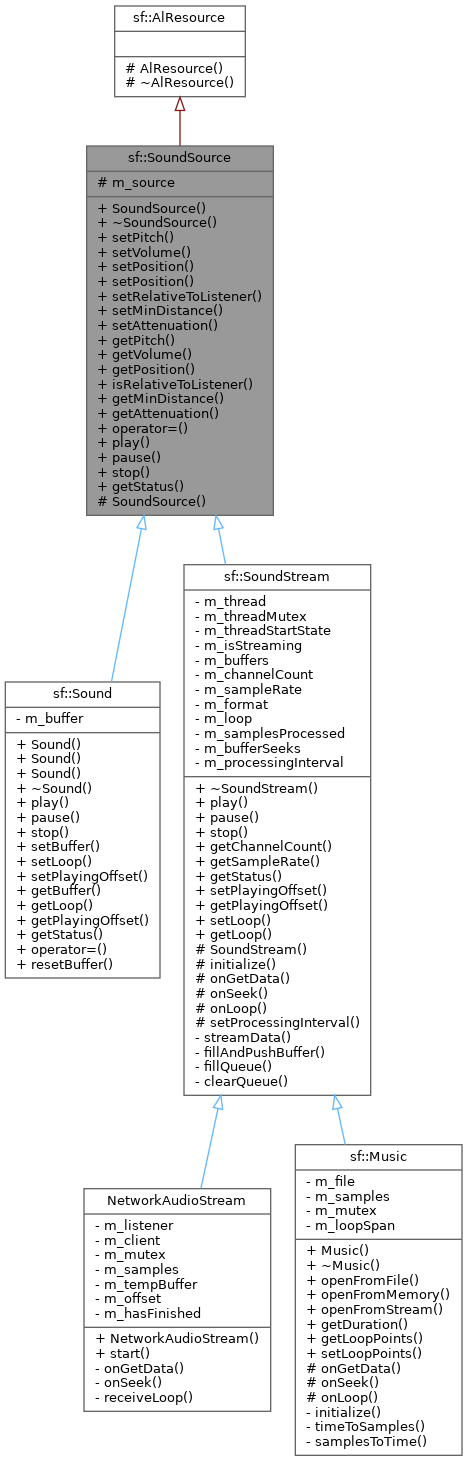 sf::AlResource
# AlResource()
# ~AlResource()
sf::SoundSource
# m_source
+ SoundSource()
+ ~SoundSource()
+ setPitch()
+ setVolume()
+ setPosition()
+ setPosition()
+ setRelativeToListener()
+ setMinDistance()
+ setAttenuation()
+ getPitch()
+ getVolume()
+ getPosition()
+ isRelativeToListener()
+ getMinDistance()
+ getAttenuation()
+ operator=()
+ play()
+ pause()
+ stop()
+ getStatus()
# SoundSource()
sf::SoundStream
- m_thread
- m_threadMutex
- m_threadStartState
- m_isStreaming
- m_buffers
- m_channelCount
- m_sampleRate
- m_format
- m_loop
- m_samplesProcessed
- m_bufferSeeks
- m_processingInterval
+ ~SoundStream()
+ play()
+ pause()
+ stop()
+ getChannelCount()
+ getSampleRate()
+ getStatus()
+ setPlayingOffset()
+ getPlayingOffset()
+ setLoop()
+ getLoop()
# SoundStream()
# initialize()
# onGetData()
# onSeek()
# onLoop()
# setProcessingInterval()
- streamData()
- fillAndPushBuffer()
- fillQueue()
- clearQueue()
sf::Sound
- m_buffer
+ Sound()
+ Sound()
+ Sound()
+ ~Sound()
+ play()
+ pause()
+ stop()
+ setBuffer()
+ setLoop()
+ setPlayingOffset()
+ getBuffer()
+ getLoop()
+ getPlayingOffset()
+ getStatus()
+ operator=()
+ resetBuffer()
NetworkAudioStream
- m_listener
- m_client
- m_mutex
- m_samples
- m_tempBuffer
- m_offset
- m_hasFinished
+ NetworkAudioStream()
+ start()
- onGetData()
- onSeek()
- receiveLoop()
sf::Music
- m_file
- m_samples
- m_mutex
- m_loopSpan
+ Music()
+ ~Music()
+ openFromFile()
+ openFromMemory()
+ openFromStream()
+ getDuration()
+ getLoopPoints()
+ setLoopPoints()
# onGetData()
# onSeek()
# onLoop()
- initialize()
- timeToSamples()
- samplesToTime()